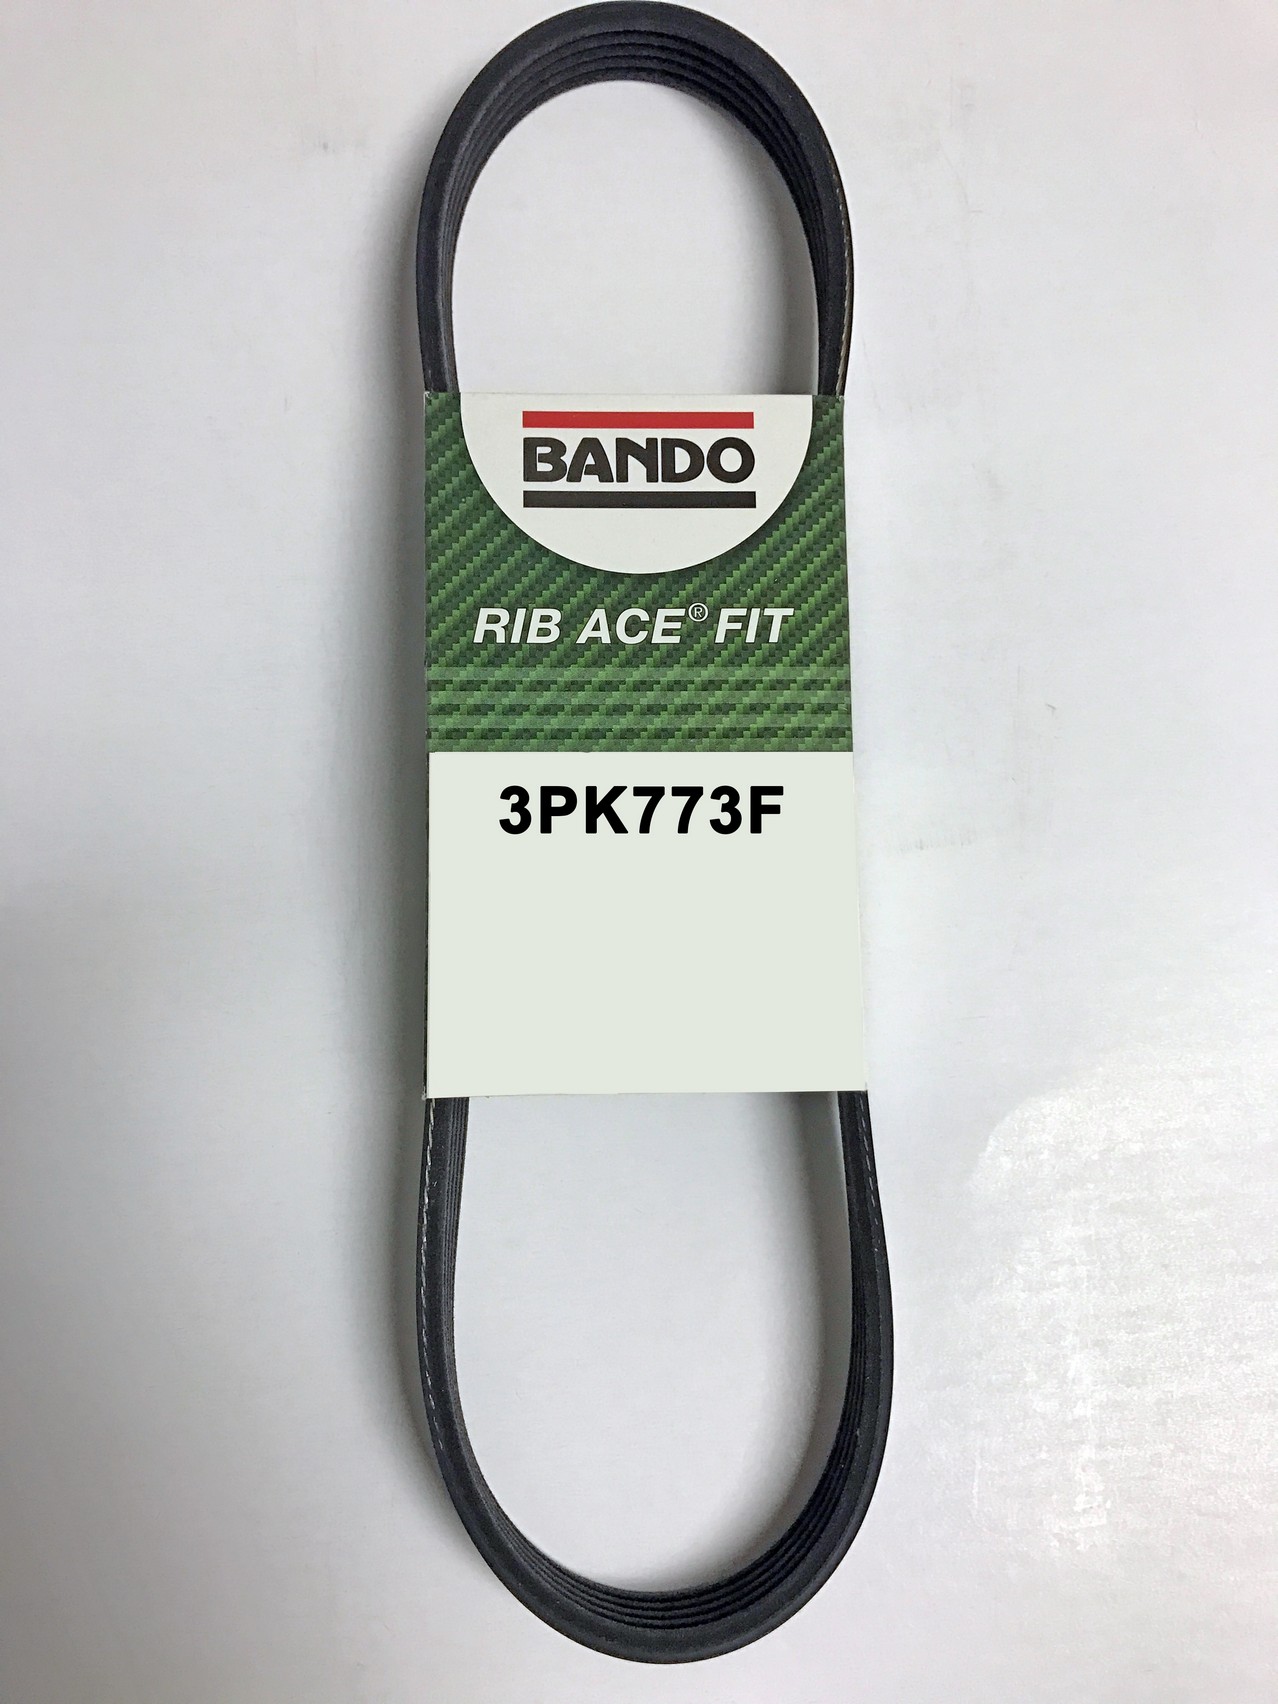 BANDO
RIB ACE® FIT
3PK773F